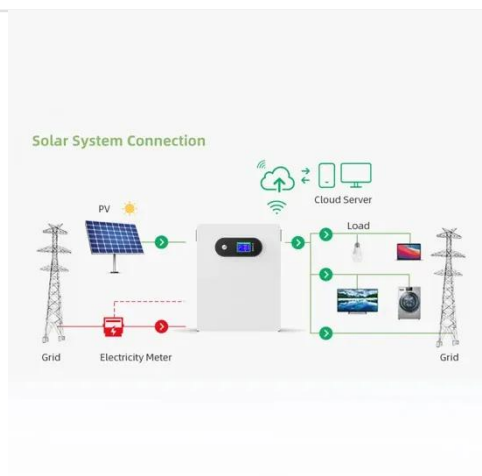 Solar System Connection
Cloud Server
PV
Load
Grid
Electricity Meter
Grid